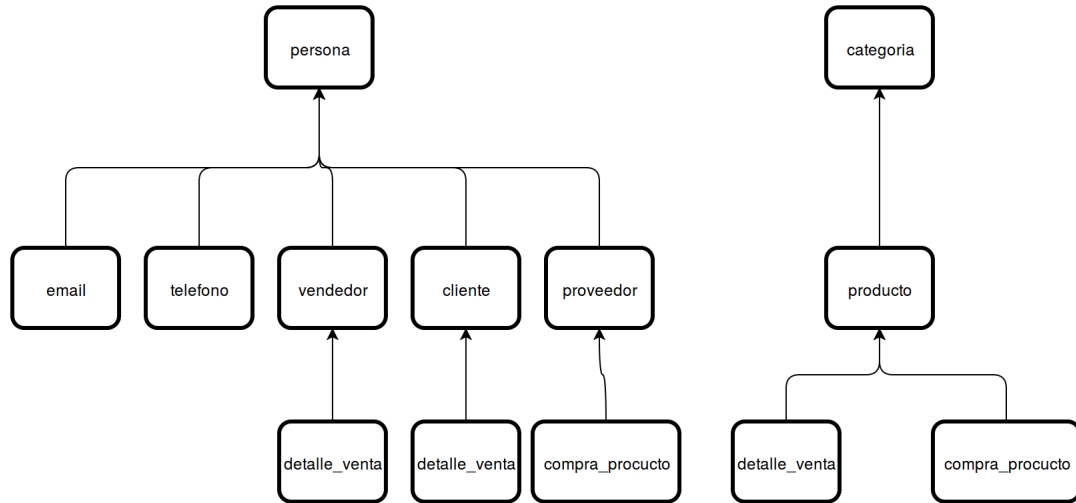 persona
categoria
email
telefono
vendedor
cliente
proveedor
producto
detalle_venta
detalle_venta
compra_procucto
detalle_venta
compra_procucto